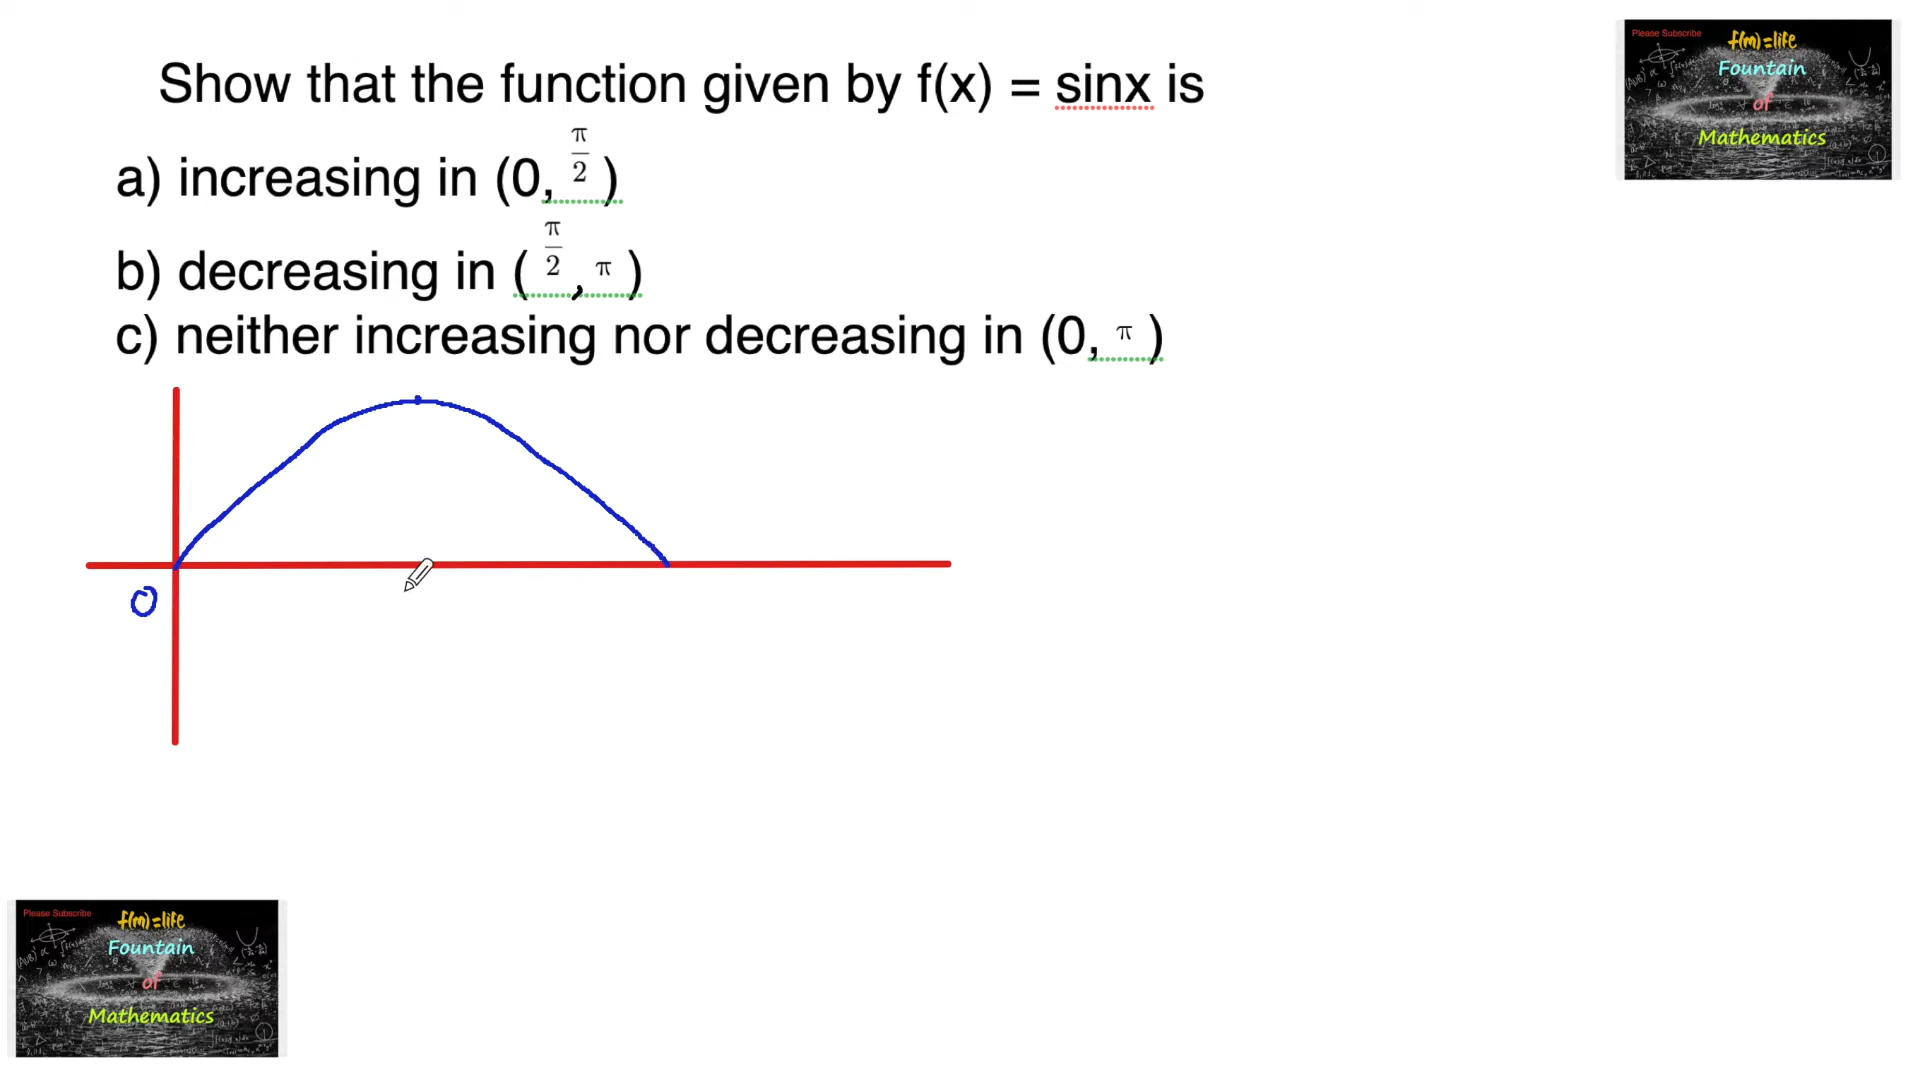 Show that the function given by f(x) = sinx is
a) increasing in (0, π/2 )
b) decreasing in ( π/2 , π )
c) neither increasing nor decreasing in (0, π )
0
Please Subscribe
f(m)=life
Fountain
of
Mathematics
Please Subscribe
f(m)=life
Fountain
of
Mathematics